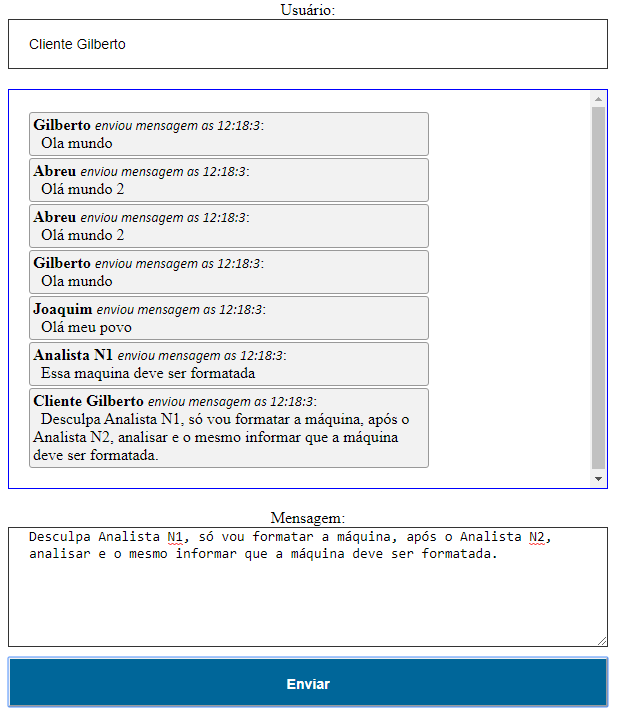 Usuário:
Cliente Gilberto
Gilberto enviou mensagem as 12:18:3:
Ola mundo
Abreu enviou mensagem as 12:18:3:
Olá mundo 2
Abreu enviou mensagem as 12:18:3:
Olá mundo 2
Gilberto enviou mensagem as 12:18:3:
Ola mundo
Joaquim enviou mensagem as 12:18:3:
Olá meu povo
Analista N1 enviou mensagem as 12:18:3:
Essa maquina deve ser formatada
Cliente Gilberto enviou mensagem as 12:18:3:
Desculpa Analista N1, só vou formatar a máquina, após o
Analista N2, analisar e o mesmo informar que a máquina
deve ser formatada.
Mensagem:
Desculpa Analista N1, só vou formatar a máquina, após o Analista N2,
analisar e o mesmo informar que a máquina deve ser formatada.
Enviar